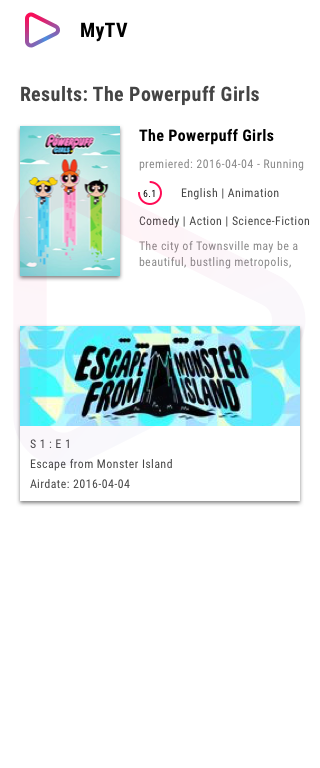 MyTV
Results: The Powerpuff Girls
The Powerpuff Girls
premiered: 2016-04-04 - Running
6.1
English | Animation
Comedy | Action | Science-Fiction
The city of Townsville may be a
beautiful, bustling metropolis,
The Powerpuff
GIRLS
ESCAPE FROM MONSTER ISLAND
S 1 : E 1
Escape from Monster Island
Airdate: 2016-04-04